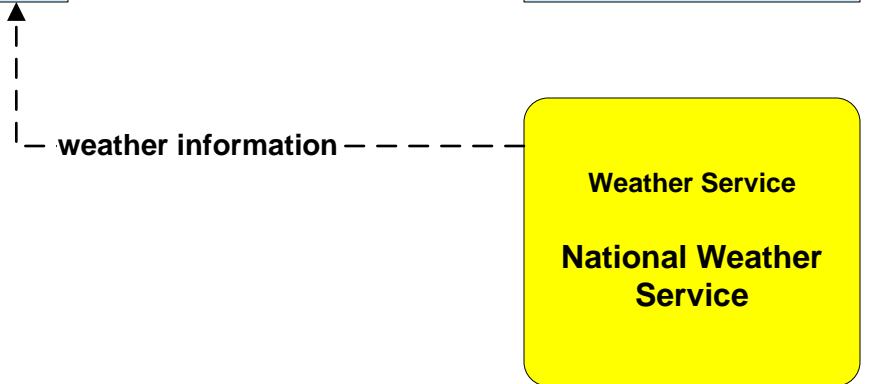 weather information
Weather Service
National Weather
Service